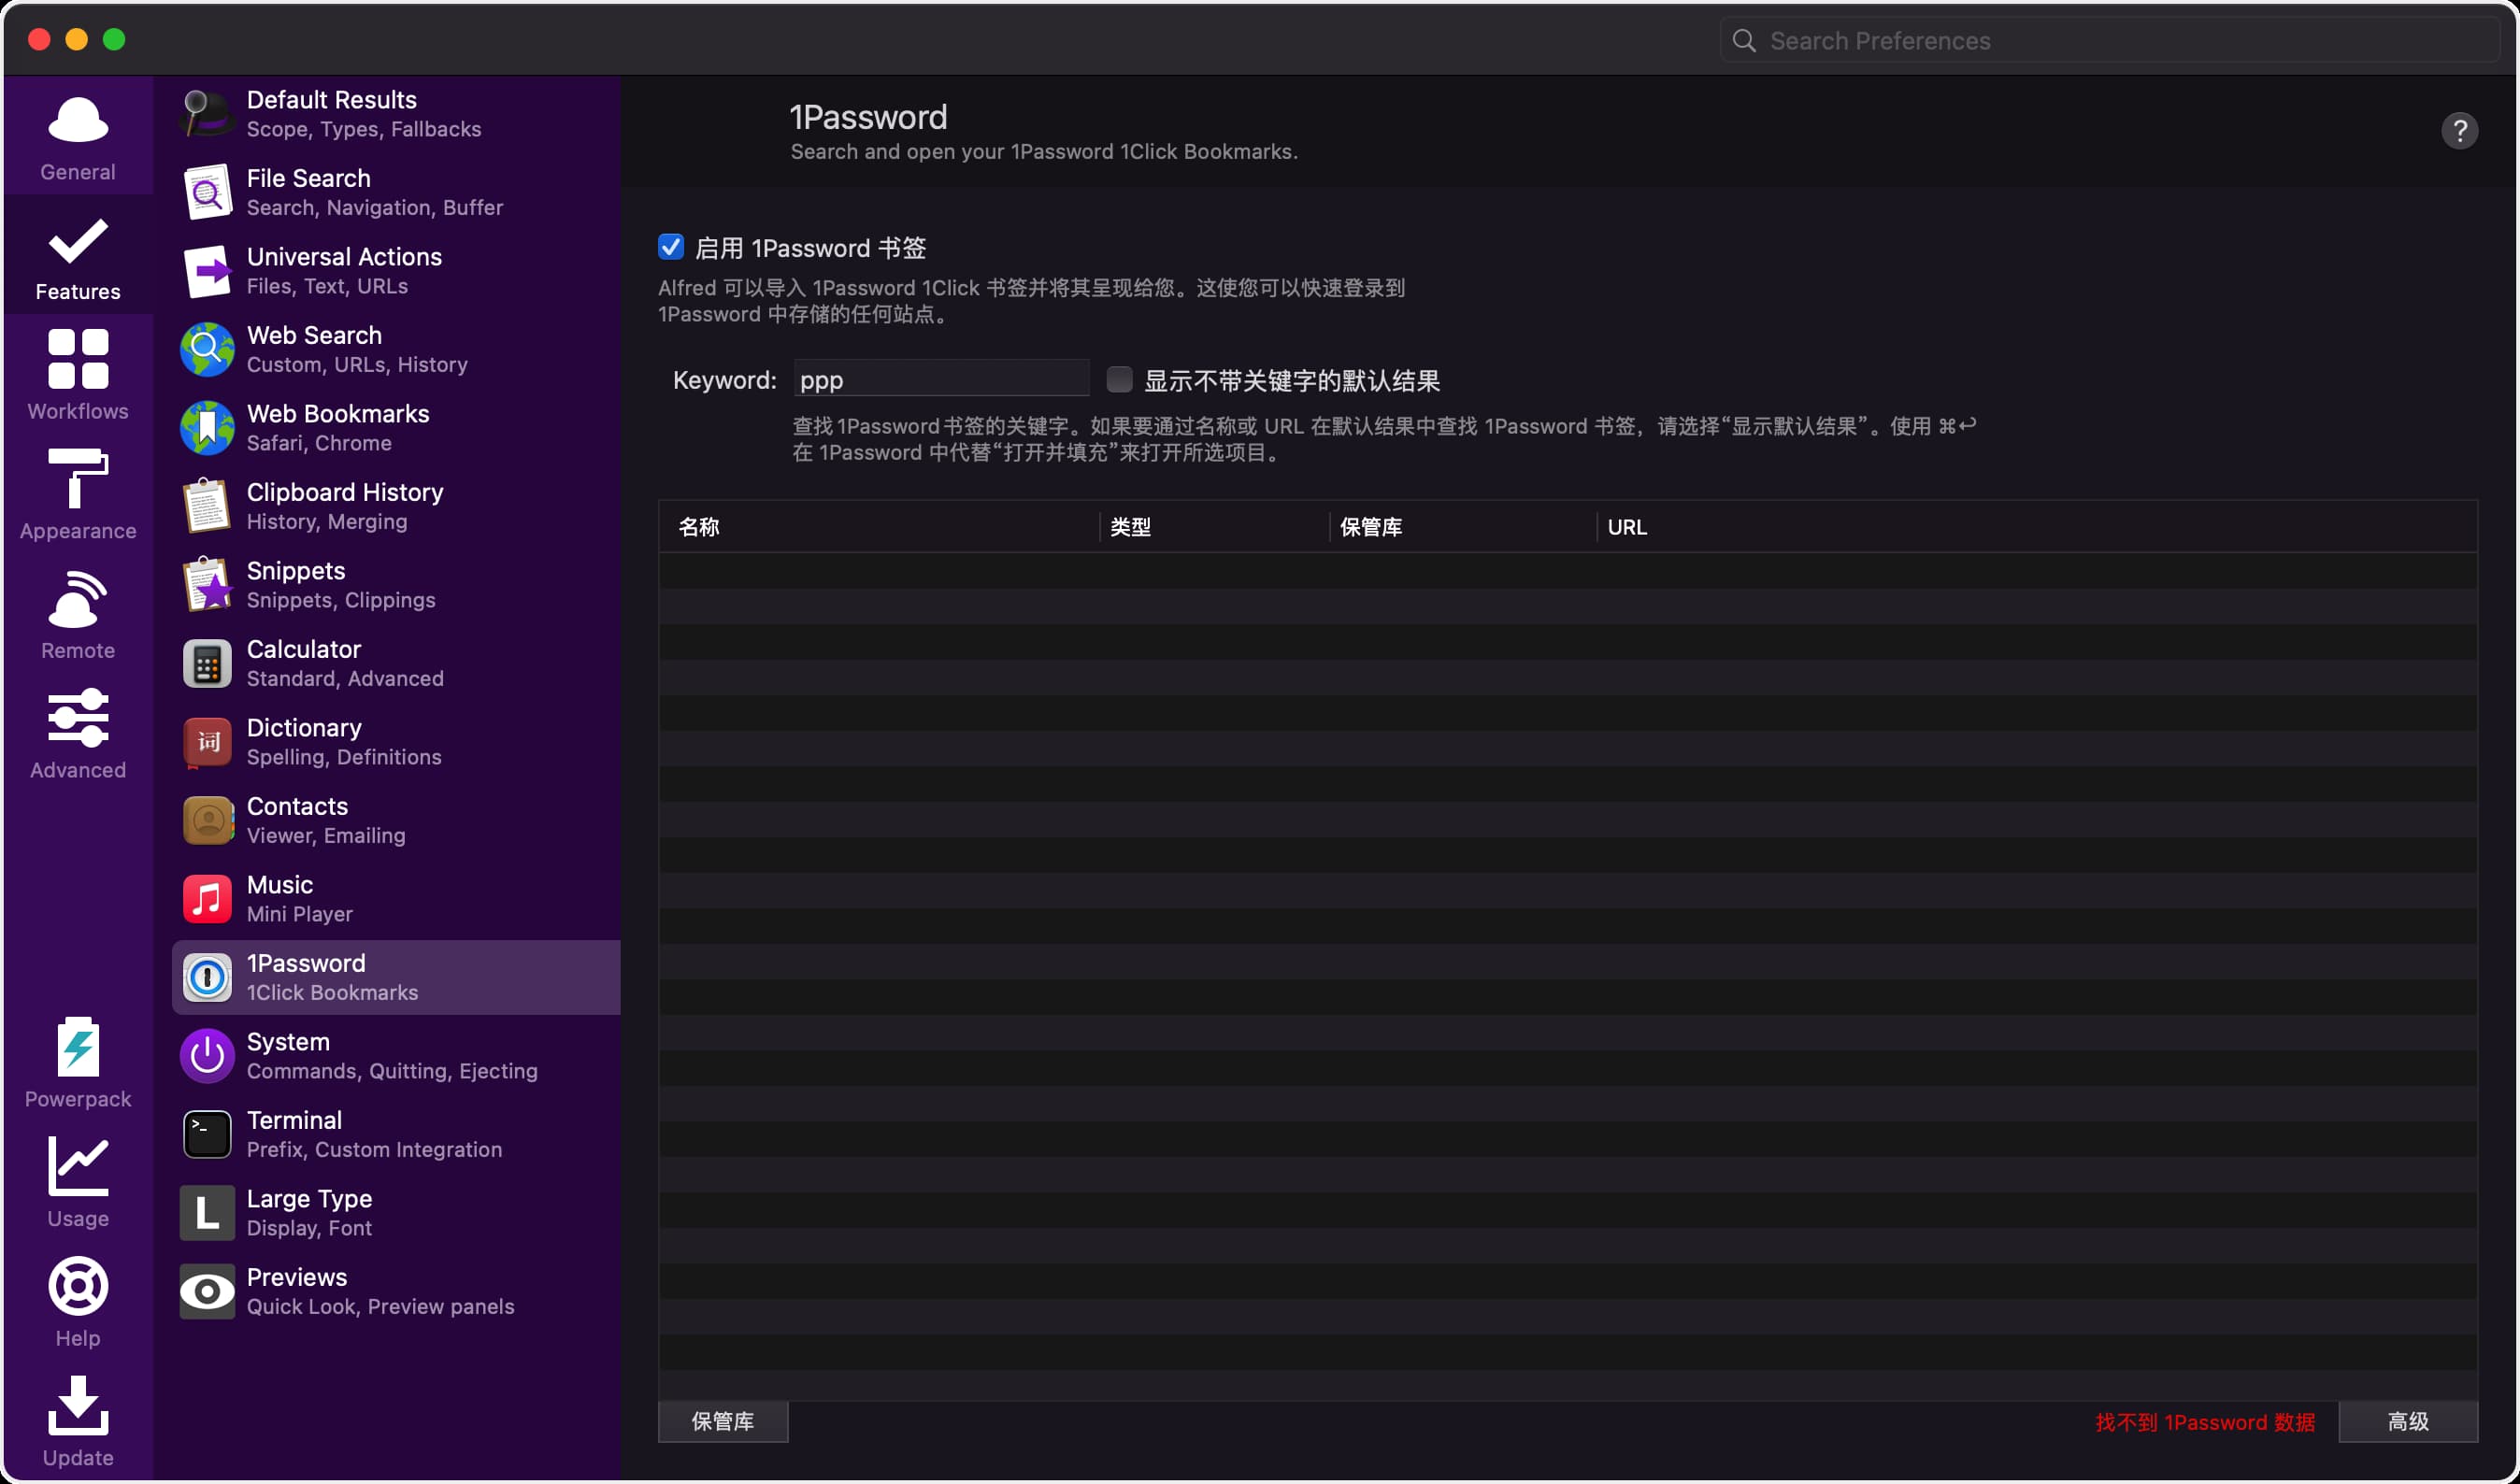 Search Preferences
General
Features
Workflows
Appearance
Remote
Advanced
Powerpack
Usage
Help
Update
Default Results
Scope, Types, Fallbacks
File Search
Search, Navigation, Buffer
Universal Actions
Files, Text, URLs
Web Search
Custom, URLs, History
Web Bookmarks
Safari, Chrome
Clipboard History
History, Merging
Snippets
Snippets, Clippings
Calculator
Standard, Advanced
词
Dictionary
Spelling, Definitions
Contacts
Viewer, Emailing
Music
Mini Player
1Password
1Click Bookmarks
System
Commands, Quitting, Ejecting
>_
Terminal
Prefix, Custom Integration
L
Large Type
Display, Font
Previews
Quick Look, Preview panels
1Password
Search and open your 1Password 1Click Bookmarks.
?
启用 1Password 书签
Alfred 可以导入 1Password 1Click 书签并将其呈现给您。这使您可以快速登录到
1Password 中存储的任何站点。
Keyword: ppp 显示不带关键字的默认结果
查找1Password书签的关键字。如果要通过名称或 URL 在默认结果中查找 1Password 书签，请选择“显示默认结果”。使用 ⌘↩
在 1Password 中代替“打开并填充”来打开所选项目。
名称 类型 保管库 URL
保管库 找不到 1Password 数据 高级